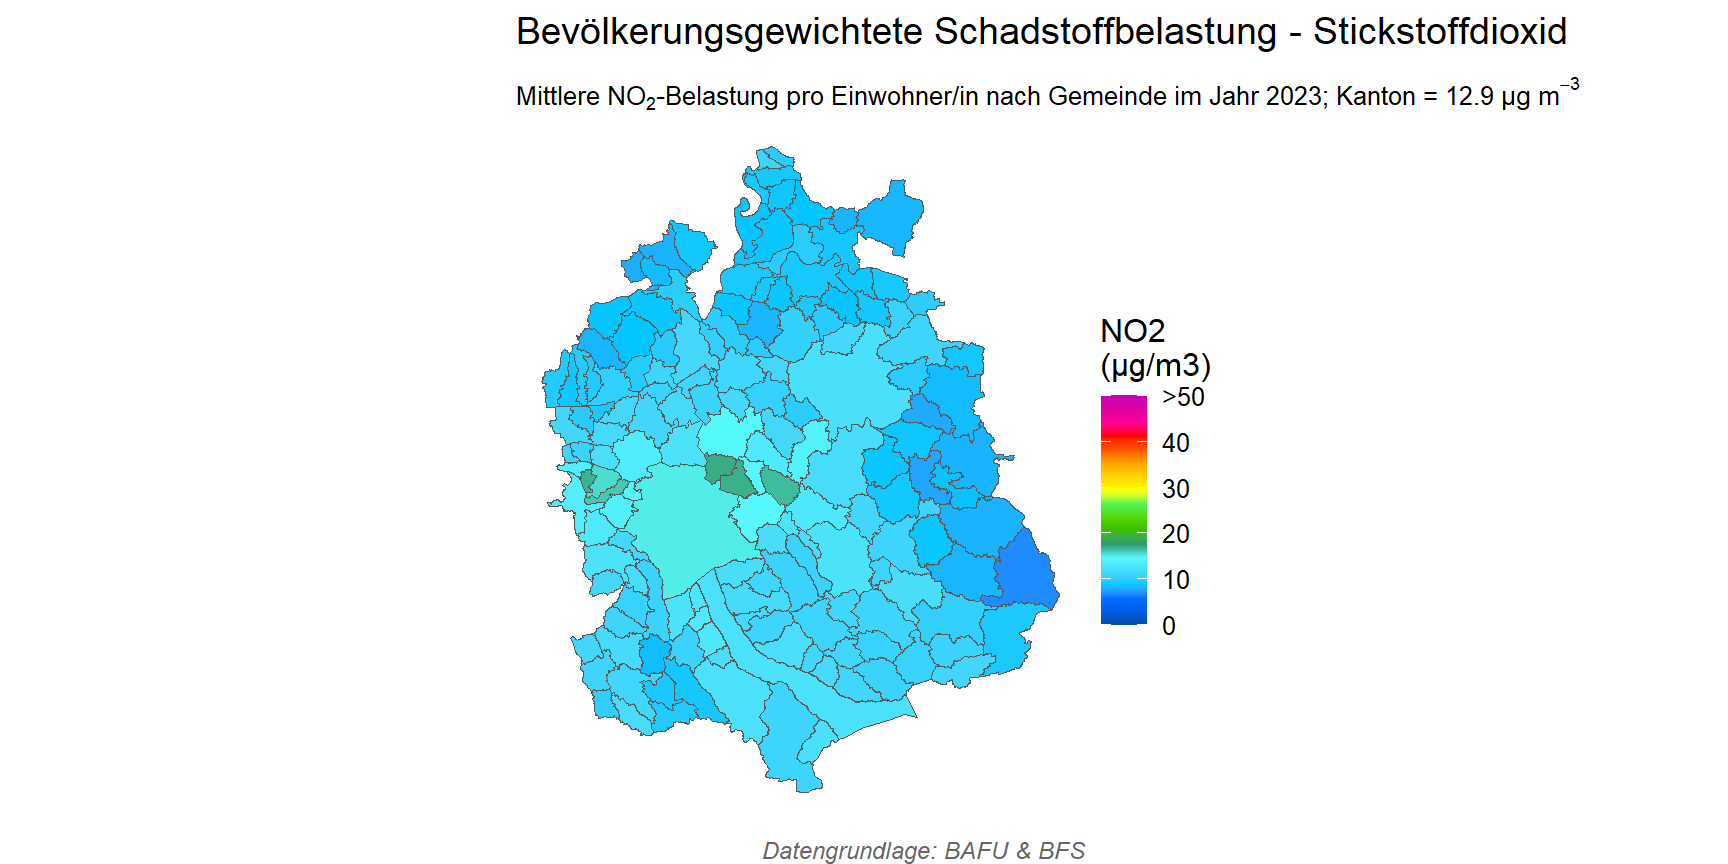 Bevölkerungsgewichtete Schadstoffbelastung - Stickstoffdioxid
Mittlere NO₂-Belastung pro Einwohner/in nach Gemeinde im Jahr 2023; Kanton = 12.9 µg m⁻³
NO2
(µg/m3)
>50
40
30
20
10
0
Datengrundlage: BAFU & BFS